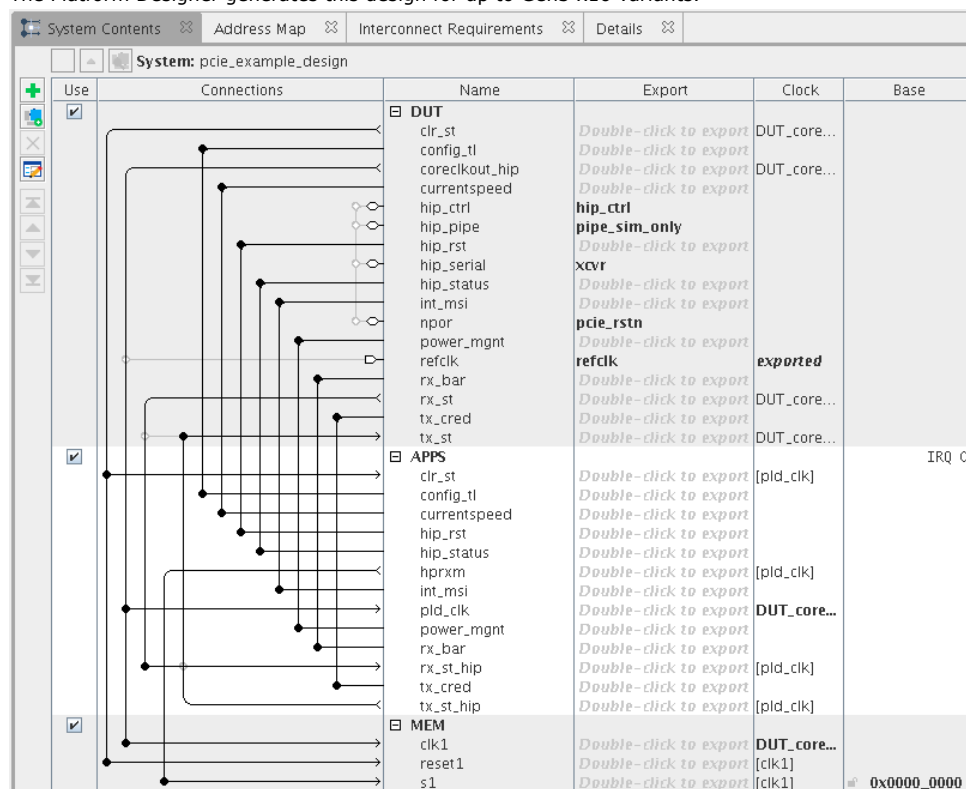 The Platform Designer generates this design for up to Gen3 x16 variants.
System Contents Address Map Interconnect Requirements Details
System: pcie_example_design
Use Connections Name Export Clock Base
DUT
clr_st Double-click to export DUT_core...
config_tl Double-click to export
coreclkout_hip Double-click to export DUT_core...
currentspeed Double-click to export
hip_ctrl hip_ctrl
hip_pipe pipe_sim_only
hip_rst Double-click to export
hip_serial xcvr
hip_status Double-click to export
int_msi Double-click to export
npor pcie_rstn
power_mgnt Double-click to export
refclk refclk exported
rx_bar Double-click to export
rx_st Double-click to export DUT_core...
tx_cred Double-click to export
tx_st Double-click to export DUT_core...
APPS IRQ
clr_st Double-click to export [pld_clk]
config_tl Double-click to export
currentspeed Double-click to export
hip_rst Double-click to export
hip_status Double-click to export
hprxm Double-click to export [pld_clk]
int_msi Double-click to export
pld_clk Double-click to export DUT_core...
power_mgnt Double-click to export
rx_bar Double-click to export
rx_st_hip Double-click to export [pld_clk]
tx_cred Double-click to export
tx_st_hip Double-click to export [pld_clk]
MEM
clk1 Double-click to export DUT_core...
reset1 Double-click to export [clk1]
s1 Double-click to export [clk1] 0x0000_0000